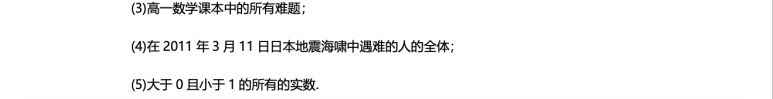 (3)高一数学课本中的所有难题；
(4)在 2011 年 3 月 11 日日本地震海啸中遇难的人的全体；
(5)大于 0 且小于 1 的所有的实数.